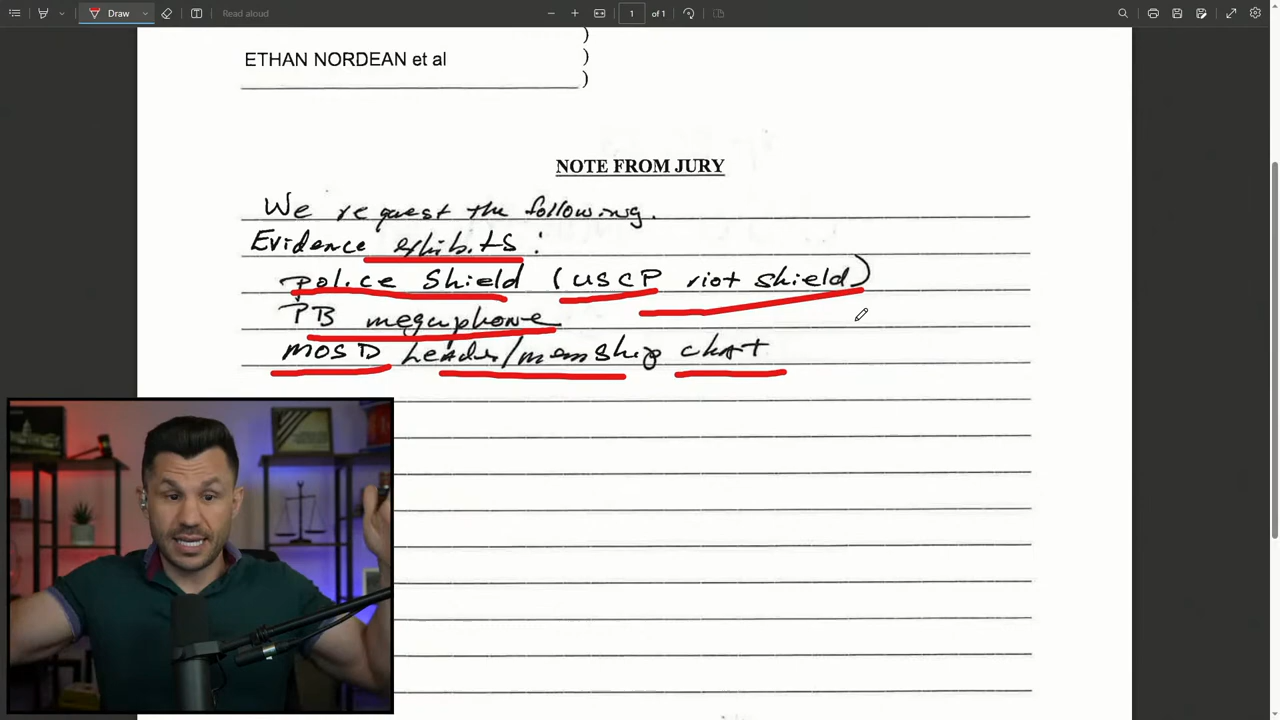 Draw
Read aloud
1 of 1
)
ETHAN NORDEAN et al )
)
NOTE FROM JURY
We request the following.
Evidence exhibits :
police Shield (USCP riot shield)
PB megaphone
MOSD leader/memship chart